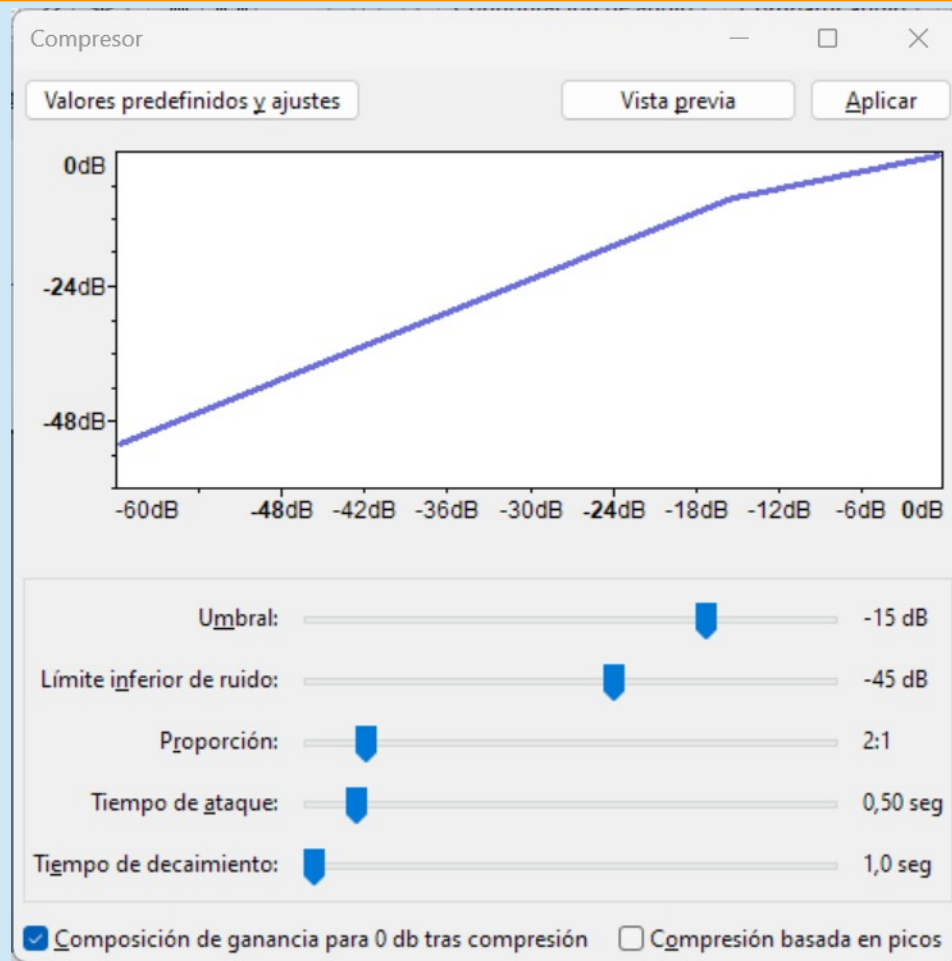 Compresor
Valores predefinidos y ajustes Vista previa Aplicar
0dB
-24dB
-48dB
-60dB -48dB -42dB -36dB -30dB -24dB -18dB -12dB -6dB 0dB
Umbral: -15 dB
Límite inferior de ruido: -45 dB
Proporción: 2:1
Tiempo de ataque: 0,50 seg
Tiempo de decaimiento: 1,0 seg
Composición de ganancia para 0 db tras compresión Compresión basada en picos